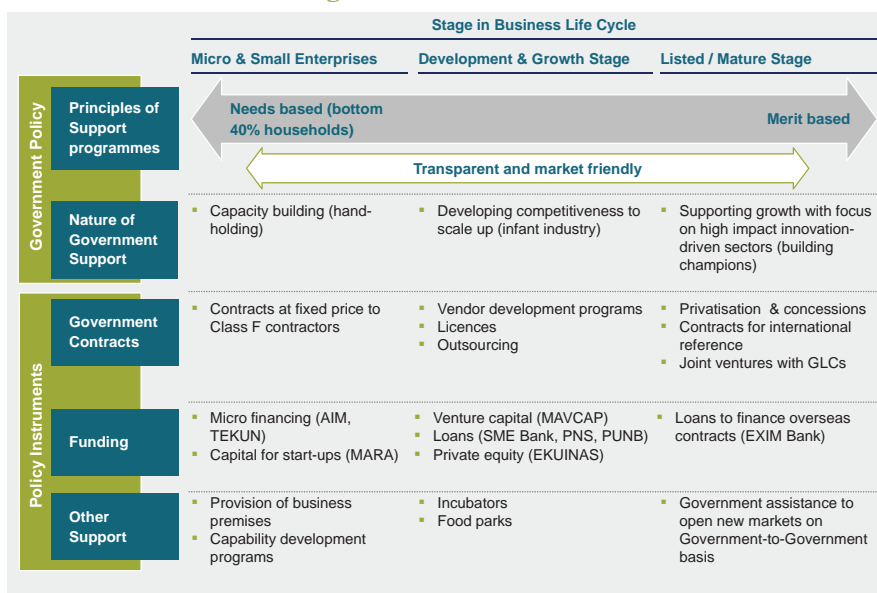 Stage in Business Life Cycle
Micro & Small Enterprises
Development & Growth Stage
Listed / Mature Stage
Government Policy
Principles of
Support
programmes
Needs based (bottom
40% households)
Merit based
Transparent and market friendly
Nature of
Government
Support
▪ Capacity building (hand-
holding)
▪ Developing competitiveness to
scale up (infant industry)
▪ Supporting growth with focus
on high impact innovation-
driven sectors (building
champions)
Policy Instruments
Government
Contracts
▪ Contracts at fixed price to
Class F contractors
▪ Vendor development programs
▪ Licences
▪ Outsourcing
▪ Privatisation & concessions
▪ Contracts for international
reference
▪ Joint ventures with GLCs
Funding
▪ Micro financing (AIM,
TEKUN)
▪ Capital for start-ups (MARA)
▪ Venture capital (MAVCAP)
▪ Loans (SME Bank, PNS, PUNB)
▪ Private equity (EKUINAS)
▪ Loans to finance overseas
contracts (EXIM Bank)
Other
Support
▪ Provision of business
premises
▪ Capability development
programs
▪ Incubators
▪ Food parks
▪ Government assistance to
open new markets on
Government-to-Government
basis